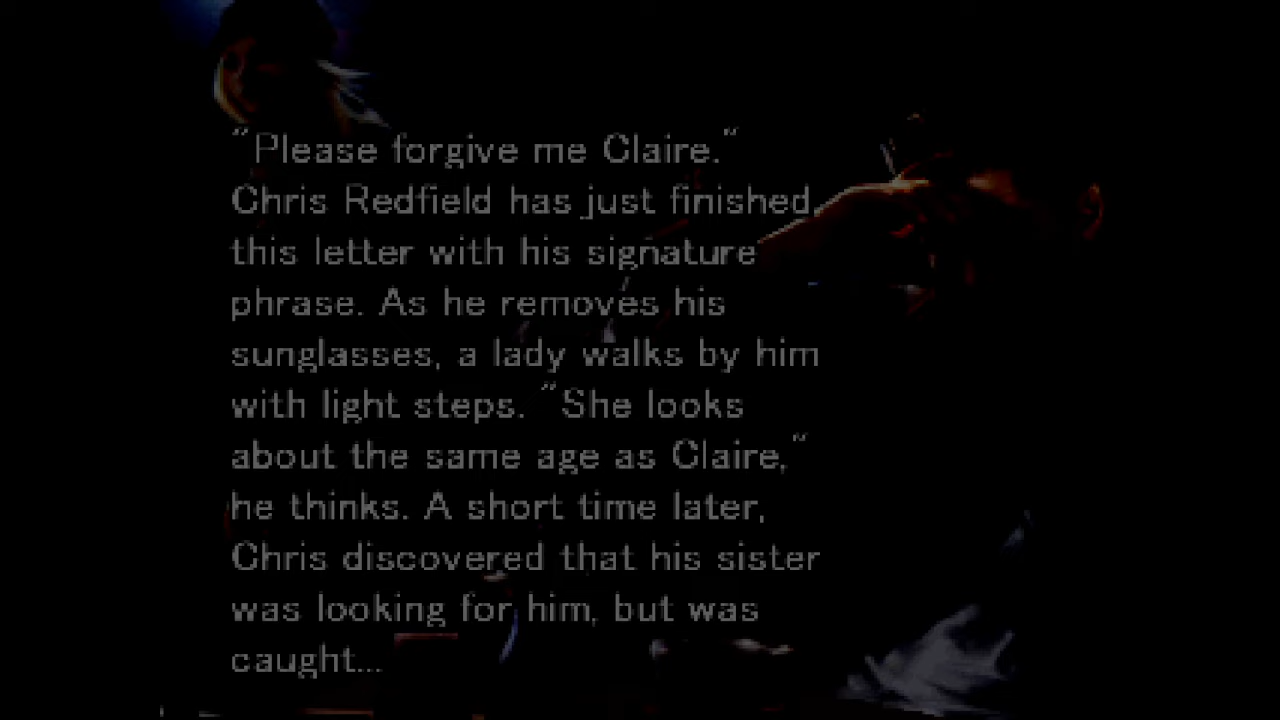 "Please forgive me Claire."
Chris Redfield has just finished
this letter with his signature
phrase. As he removes his
sunglasses, a lady walks by him
with light steps. "She looks
about the same age as Claire,"
he thinks. A short time later,
Chris discovered that his sister
was looking for him, but was
caught...